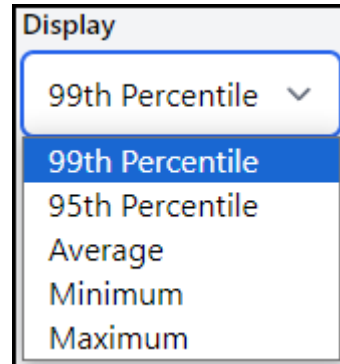 Display
99th Percentile
99th Percentile
95th Percentile
Average
Minimum
Maximum